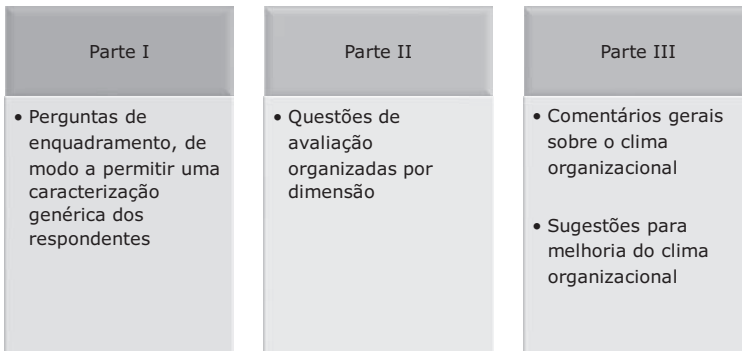 Parte I
• Perguntas de
enquadramento, de
modo a permitir uma
caracterização
genérica dos
respondentes
Parte II
• Questões de
avaliação
organizadas por
dimensão
Parte III
• Comentários gerais
sobre o clima
organizacional
• Sugestões para
melhoria do clima
organizacional